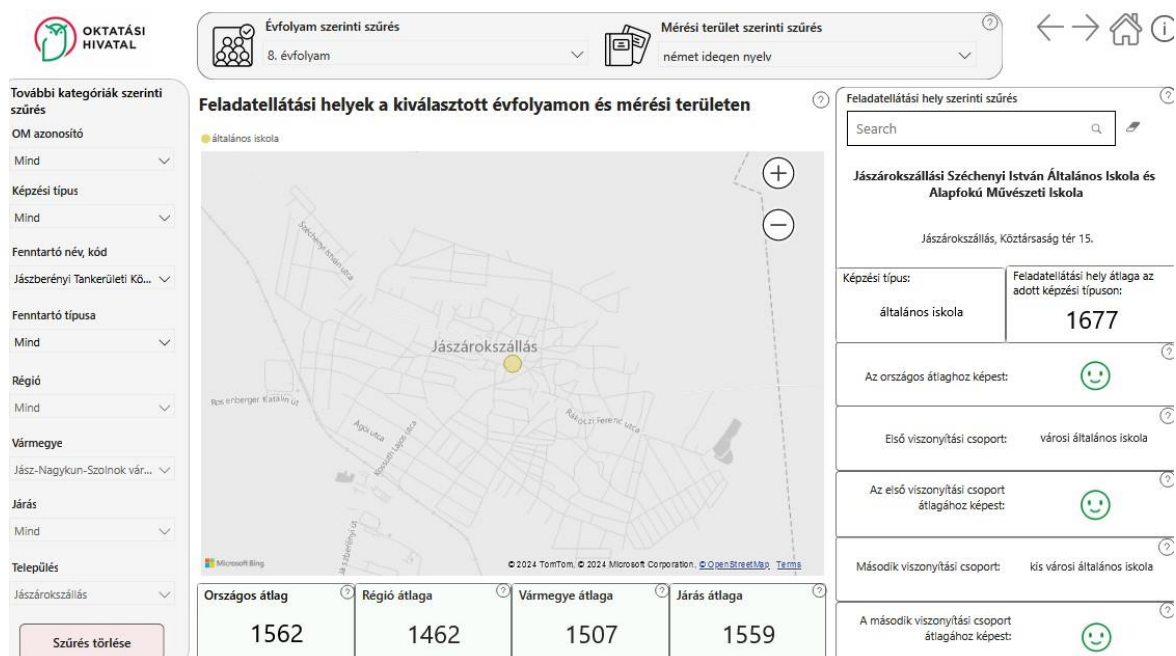 OKTATÁSI
HIVATAL
Évfolyam szerinti szűrés
8. évfolyam
Mérési terület szerinti szűrés
német idegen nyelv
További kategóriák szerinti
szűrés
OM azonosító
Mind
Képzési típus
Mind
Fenntartó név, kód
Jászberényi Tankerületi Kö...
Fenntartó típusa
Mind
Régió
Mind
Vármegye
Jász-Nagykun-Szolnok vár...
Járás
Mind
Település
Jászárokszállás
Szűrés törlése
Feladatellátási helyek a kiválasztott évfolyamon és mérési területen
általános iskola
Széchenyi István utca
Jászárokszállás
Rosenberger Katalin út
Agói utca
Kossuth Lajos utca
Rákóczi Ferenc utca
Jászberényi út
Microsoft Bing
© 2024 TomTom, © 2024 Microsoft Corporation, © OpenStreetMap Terms
Országos átlag
1562
Régió átlaga
1462
Vármegye átlaga
1507
Járás átlaga
1559
Feladatellátási hely szerinti szűrés
Search
Jászárokszállási Széchenyi István Általános Iskola és
Alapfokú Művészeti Iskola
Jászárokszállás, Köztársaság tér 15.
Képzési típus:
általános iskola
Feladatellátási hely átlaga az
adott képzési típuson:
1677
Az országos átlaghoz képest:
Első viszonyítási csoport:
városi általános iskola
Az első viszonyítási csoport
átlagához képest:
Második viszonyítási csoport:
kis városi általános iskola
A második viszonyítási csoport
átlagához képest: